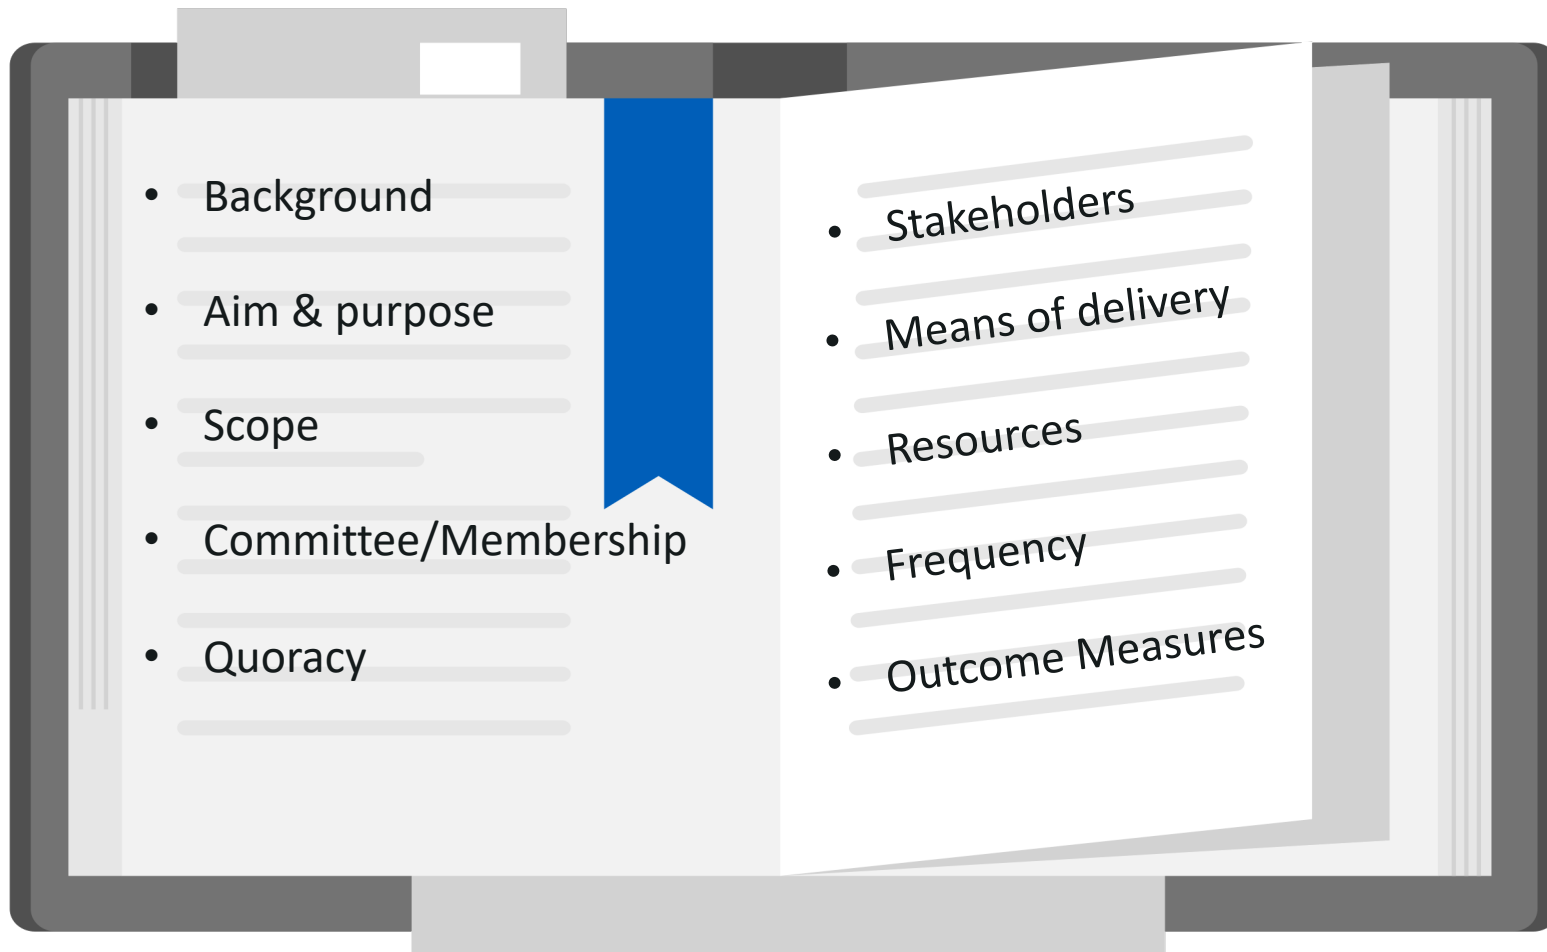 • Background
• Aim & purpose
• Scope
• Committee/Membership
• Quoracy
• Stakeholders
• Means of delivery
• Resources
• Frequency
• Outcome Measures